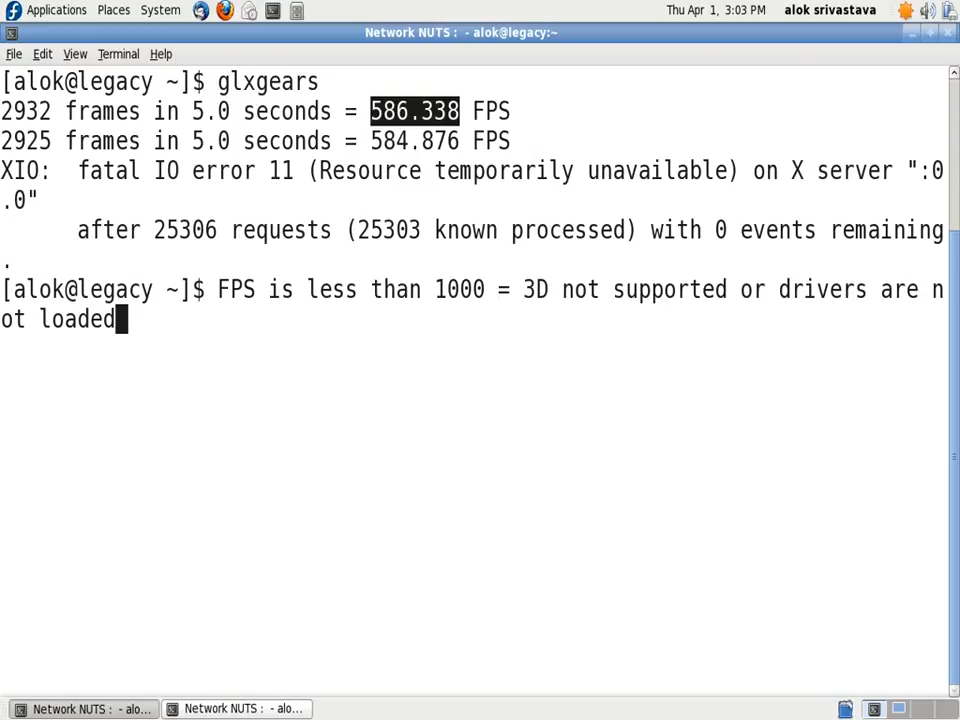 Applications Places System Thu Apr 1, 3:03 PM alok srivastava
Network NUTS : - alok@legacy:~
File Edit View Terminal Help
[alok@legacy ~]$ glxgears
2932 frames in 5.0 seconds = 586.338 FPS
2925 frames in 5.0 seconds = 584.876 FPS
XIO:  fatal IO error 11 (Resource temporarily unavailable) on X server ":0
.0"
      after 25306 requests (25303 known processed) with 0 events remaining
.
[alok@legacy ~]$ FPS is less than 1000 = 3D not supported or drivers are n
ot loaded
Network NUTS : - alo... Network NUTS : - alo...